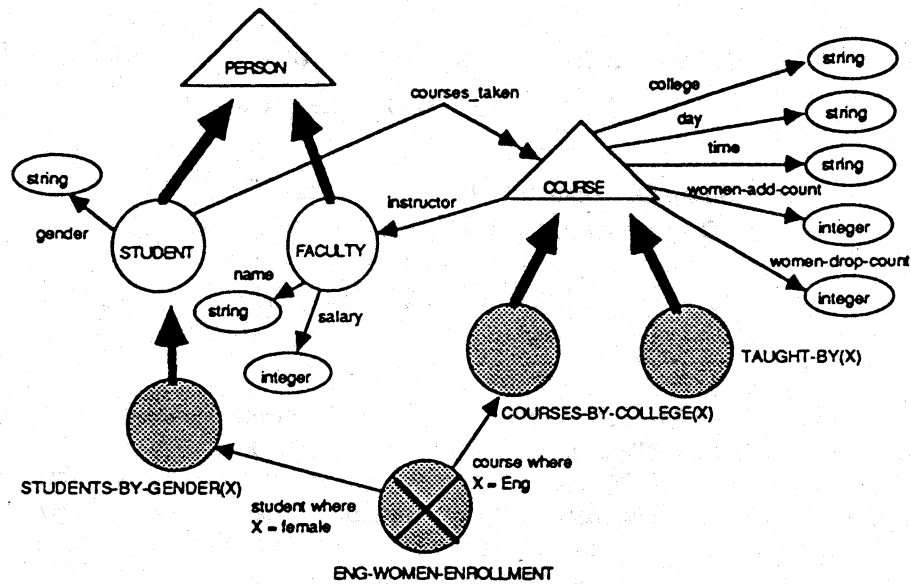 PERSON
string
college
courses_taken
string
day
string
time
string
COURSE
women-add-count
instructor
gender
integer
STUDENT
FACULTY
women-drop-count
name
string
integer
salary
TAUGHT-BY(X)
integer
COURSES-BY-COLLEGE(X)
STUDENTS-BY-GENDER(X)
course where
X = Eng
student where
X = female
ENG-WOMEN-ENROLLMENT